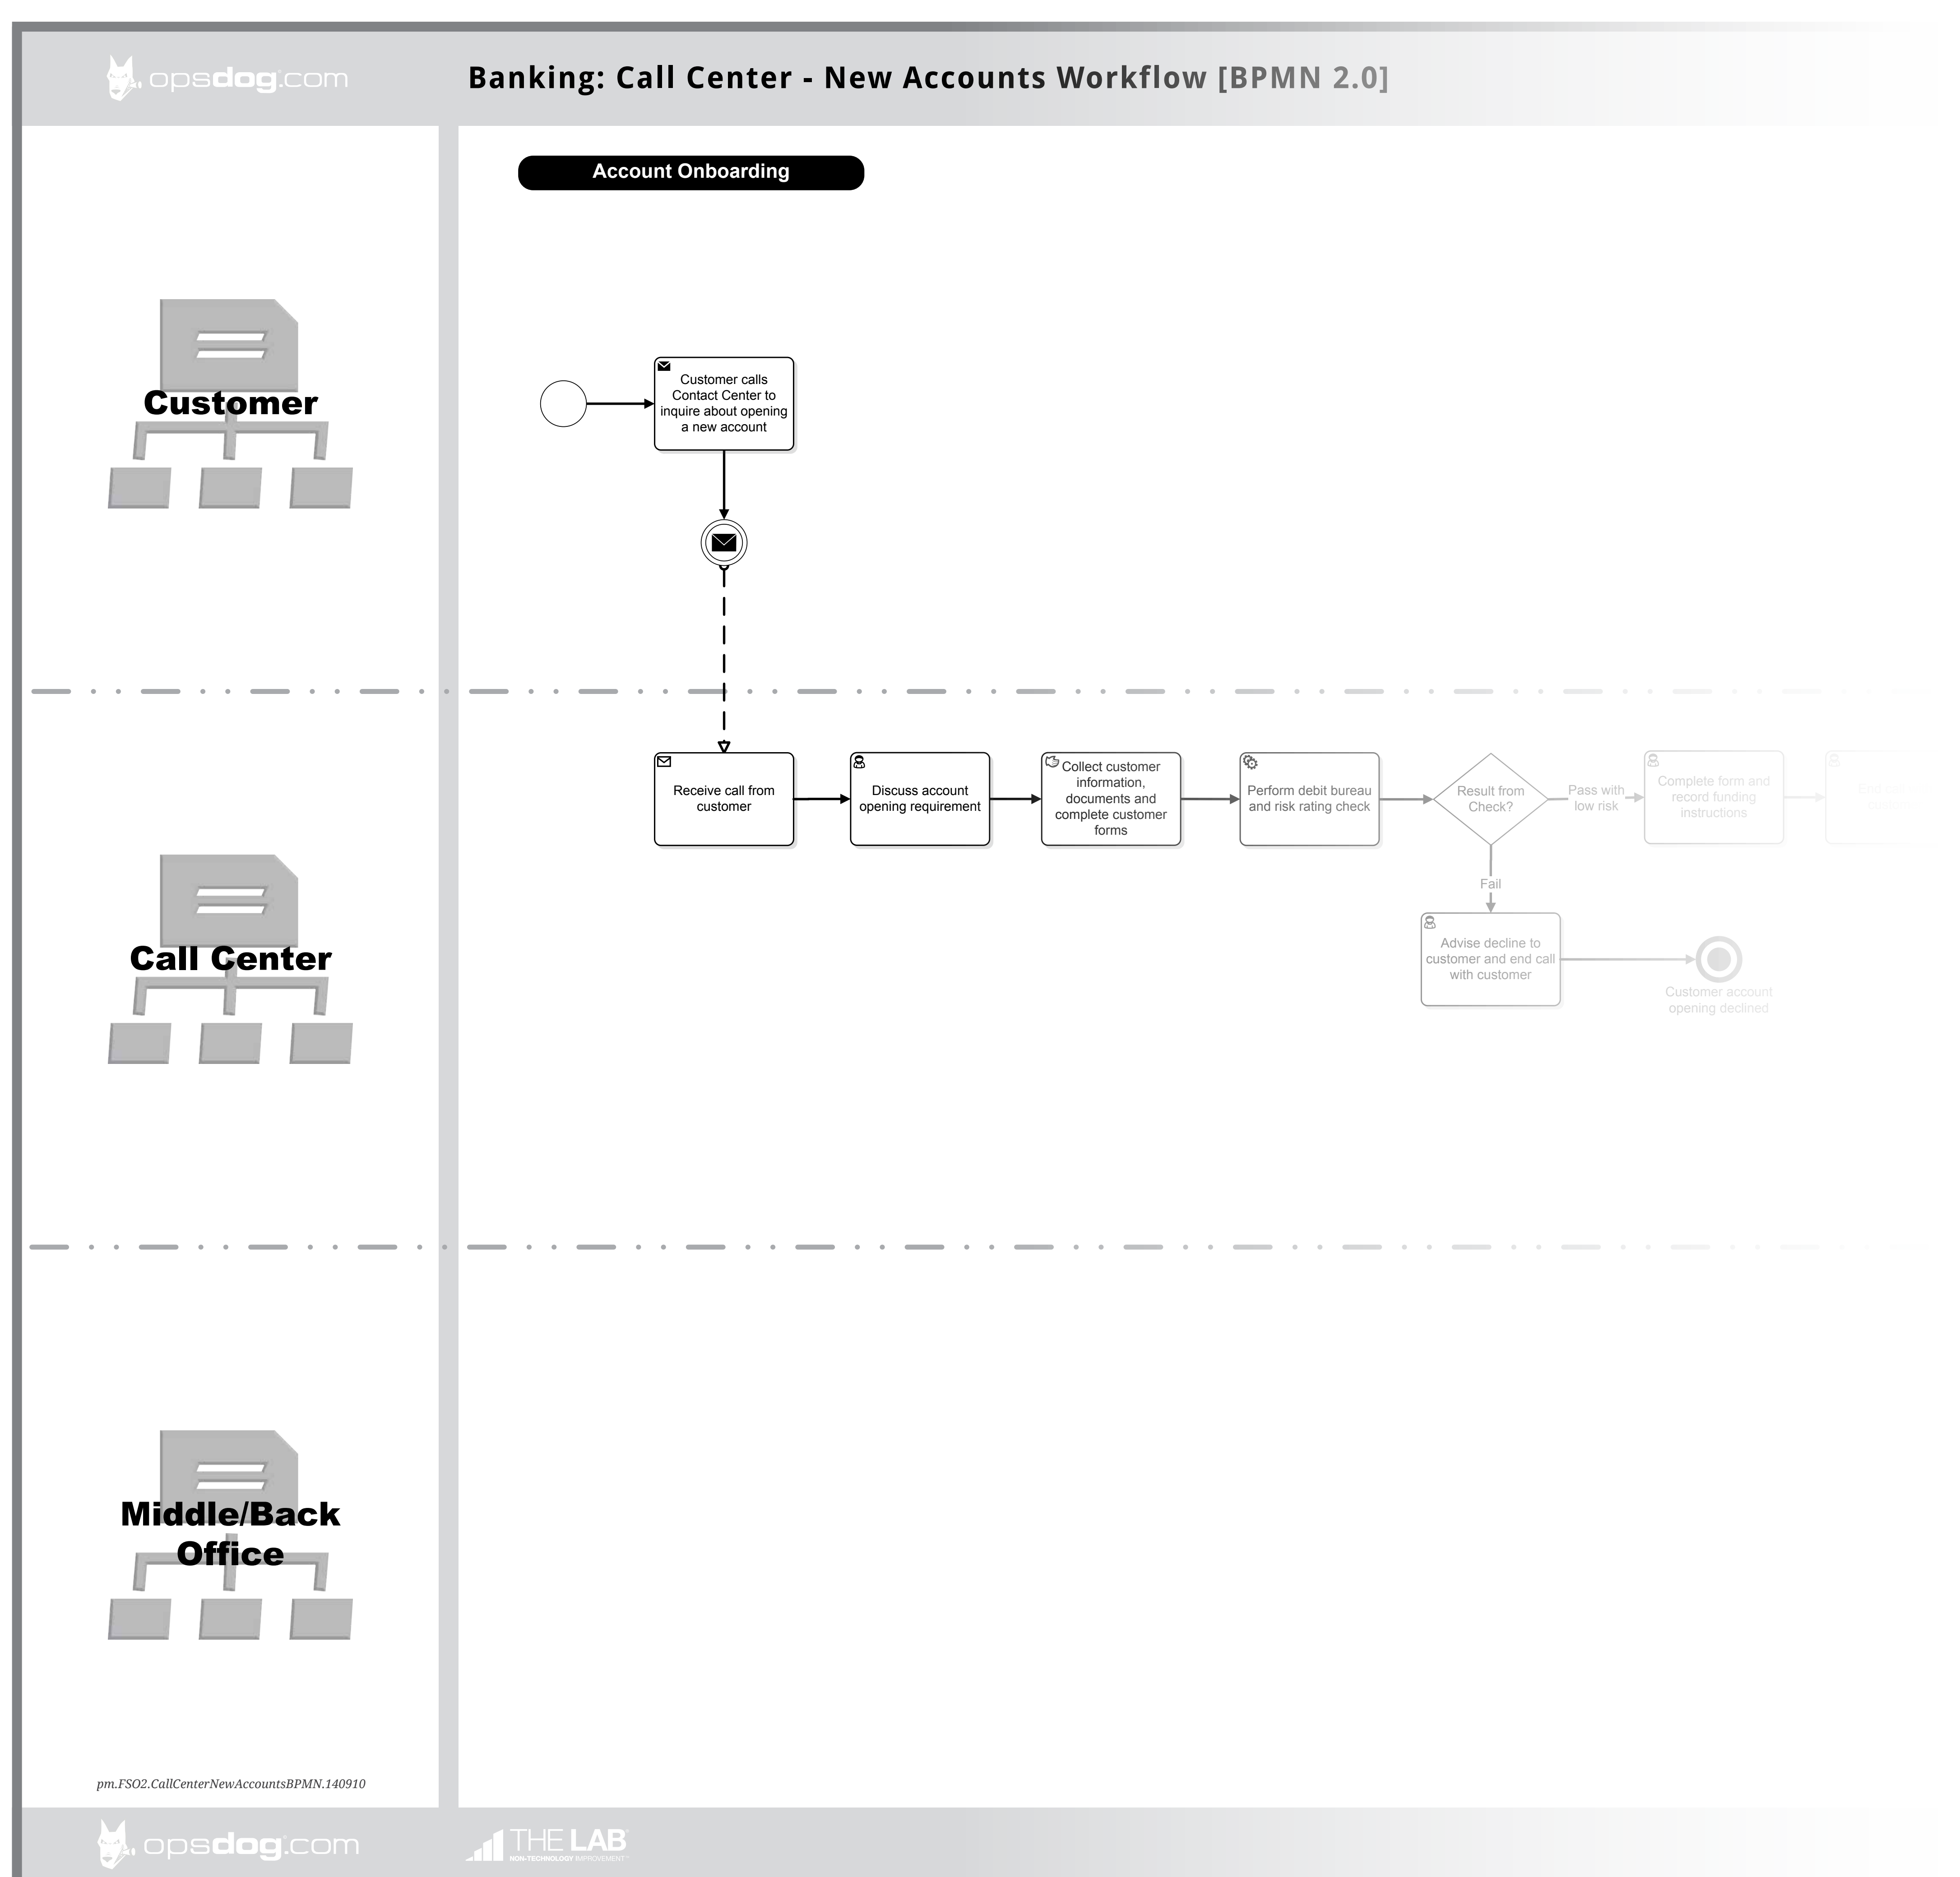 opsdog.com
Banking: Call Center - New Accounts Workflow [BPMN 2.0]
Account Onboarding
Customer
Customer calls
Contact Center to
inquire about opening
a new account
Call Center
Receive call from
customer
Discuss account
opening requirement
Collect customer
information,
documents and
complete customer
forms
Perform debit bureau
and risk rating check
Result from
Check?
Pass with
low risk
Complete form and
record funding
instructions
End
Fail
Advise decline to
customer and end call
with customer
Customer account
opening declined
Middle/Back
Office
pm.FSO2.CallCenterNewAccountsBPMN.140910
opsdog.com
THE LAB
NON-TECHNOLOGY IMPROVEMENT